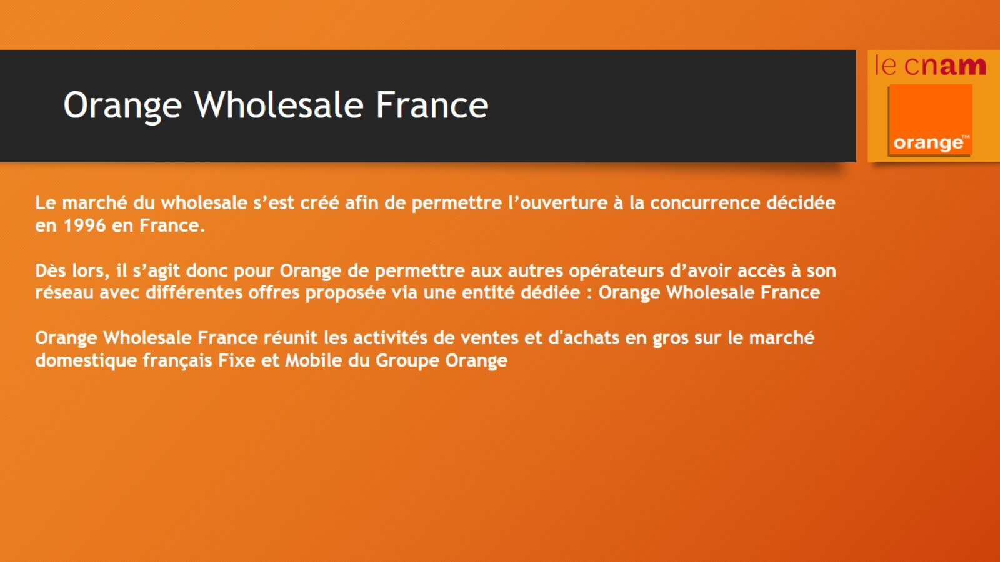 le cnam
Orange Wholesale France
orange™
Le marché du wholesale s’est créé afin de permettre l’ouverture à la concurrence décidée
en 1996 en France.
Dès lors, il s’agit donc pour Orange de permettre aux autres opérateurs d’avoir accès à son
réseau avec différentes offres proposée via une entité dédiée : Orange Wholesale France
Orange Wholesale France réunit les activités de ventes et d'achats en gros sur le marché
domestique français Fixe et Mobile du Groupe Orange